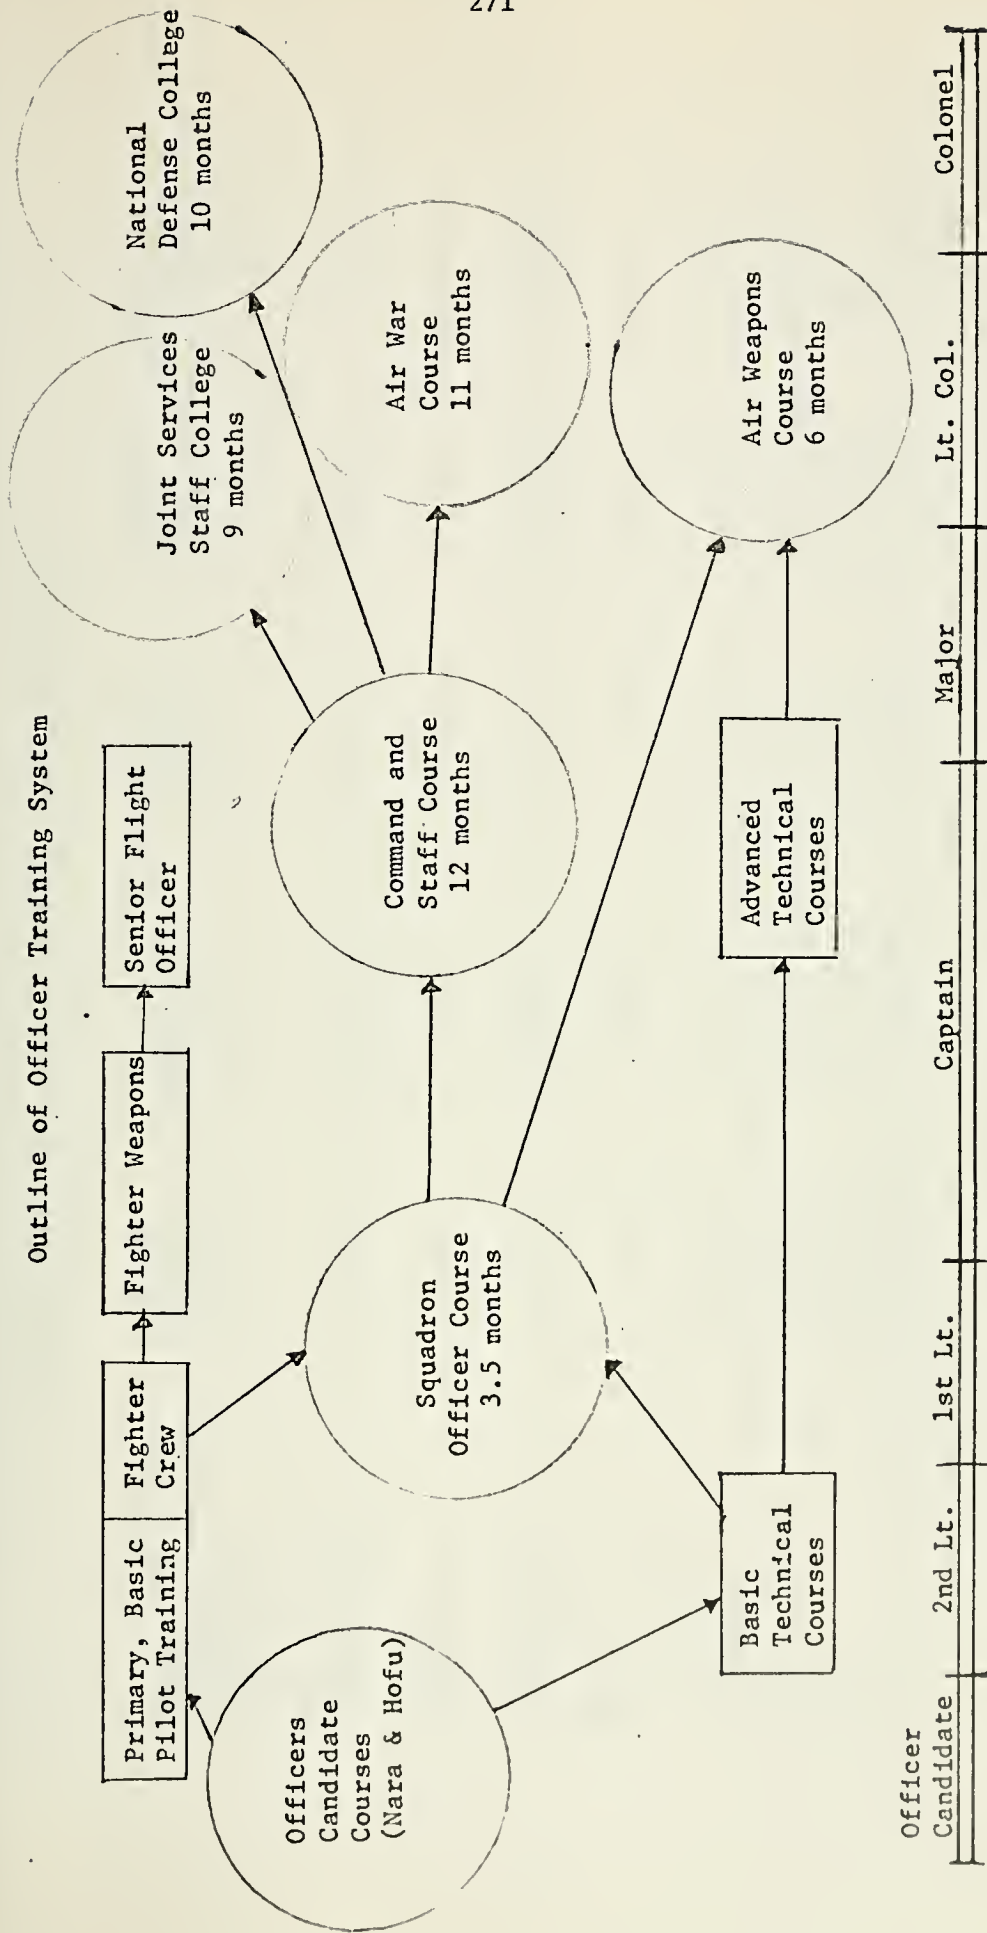 271
Outline of Officer Training System
Primary, Basic
Pilot Training
Fighter
Crew
Fighter Weapons
Senior Flight
Officer
Joint Services
Staff College
9 months
National
Defense College
10 months
Officers
Candidate
Courses
(Nara & Hofu)
Squadron
Officer Course
3.5 months
Command and
Staff Course
12 months
Air War
Course
11 months
Basic
Technical
Courses
Advanced
Technical
Courses
Air Weapons
Course
6 months
Officer
Candidate
2nd Lt.
1st Lt.
Captain
Major
Lt. Col.
Colonel